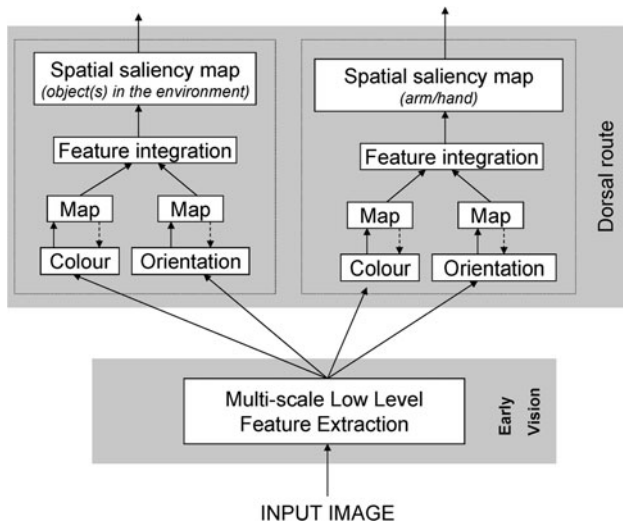 Spatial saliency map
(object(s) in the environment)
Feature integration
Map
Map
Colour
Orientation
Spatial saliency map
(arm/hand)
Feature integration
Map
Map
Colour
Orientation
Dorsal route
Multi-scale Low Level
Feature Extraction
Early
Vision
INPUT IMAGE